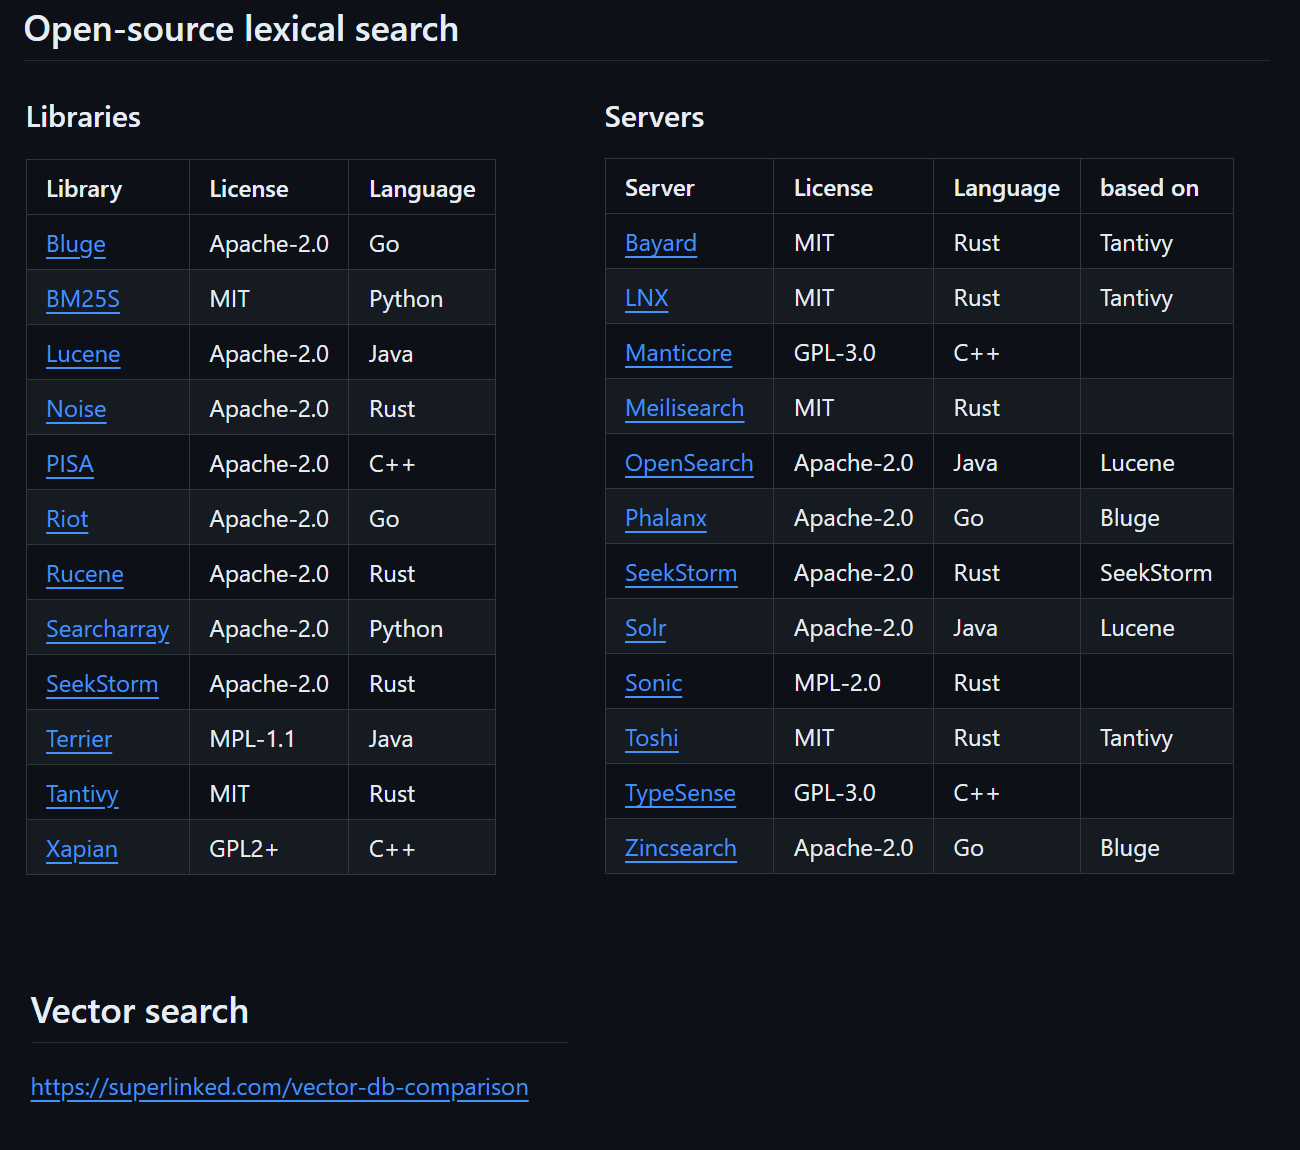 Open-source lexical search
Libraries
Library License Language
Bluge Apache-2.0 Go
BM25S MIT Python
Lucene Apache-2.0 Java
Noise Apache-2.0 Rust
PISA Apache-2.0 C++
Riot Apache-2.0 Go
Rucene Apache-2.0 Rust
Searcharray Apache-2.0 Python
SeekStorm Apache-2.0 Rust
Terrier MPL-1.1 Java
Tantivy MIT Rust
Xapian GPL2+ C++
Servers
Server License Language based on
Bayard MIT Rust Tantivy
LNX MIT Rust Tantivy
Manticore GPL-3.0 C++
Meilisearch MIT Rust
OpenSearch Apache-2.0 Java Lucene
Phalanx Apache-2.0 Go Bluge
SeekStorm Apache-2.0 Rust SeekStorm
Solr Apache-2.0 Java Lucene
Sonic MPL-2.0 Rust
Toshi MIT Rust Tantivy
TypeSense GPL-3.0 C++
Zincsearch Apache-2.0 Go Bluge
Vector search
https://superlinked.com/vector-db-comparison